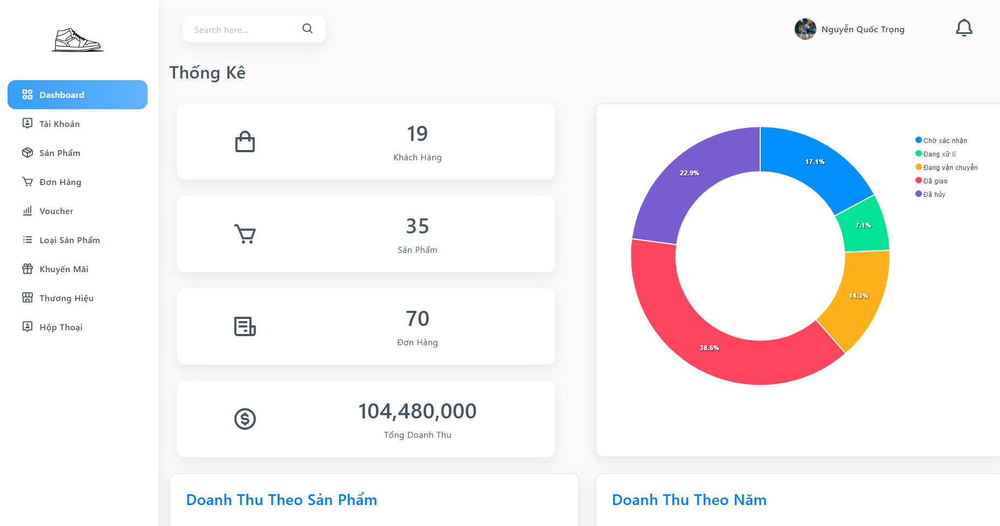 Search here...
Nguyễn Quốc Trọng
Thống Kê
Dashboard
Tài Khoản
Sản Phẩm
Đơn Hàng
Voucher
Loại Sản Phẩm
Khuyến Mãi
Thương Hiệu
Hộp Thoại
19
Khách Hàng
35
Sản Phẩm
70
Đơn Hàng
104,480,000
Tổng Doanh Thu
17.1%
7.1%
14.3%
38.6%
22.9%
Chờ xác nhận
Đang xử lí
Đang vận chuyển
Đã giao
Đã hủy
Doanh Thu Theo Sản Phẩm
Doanh Thu Theo Năm